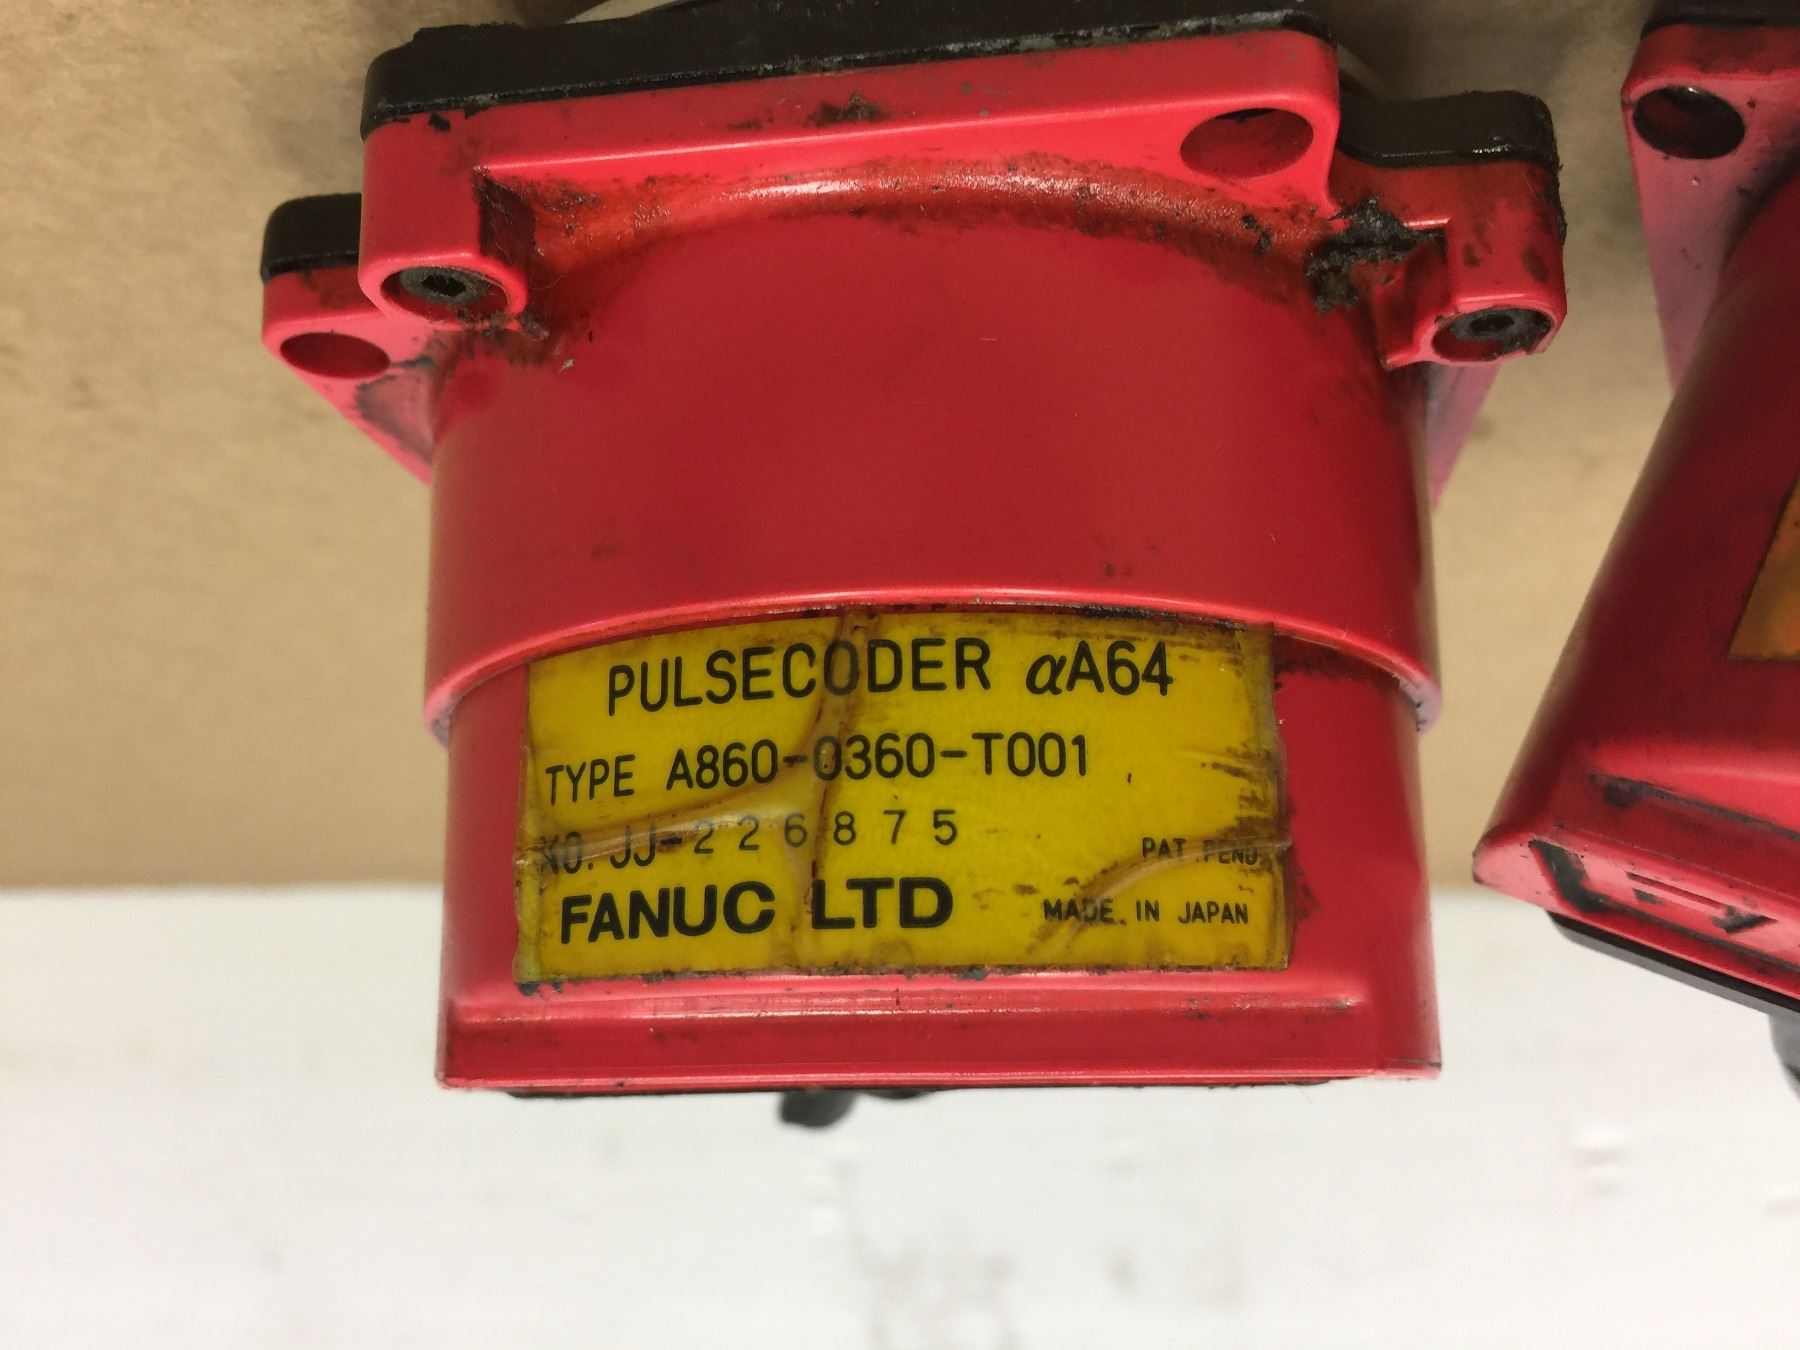 PULSECODER αA64
TYPE A860-0360-T001
NO. JJ-226875
PAT. PEND.
FANUC LTD
MADE IN JAPAN